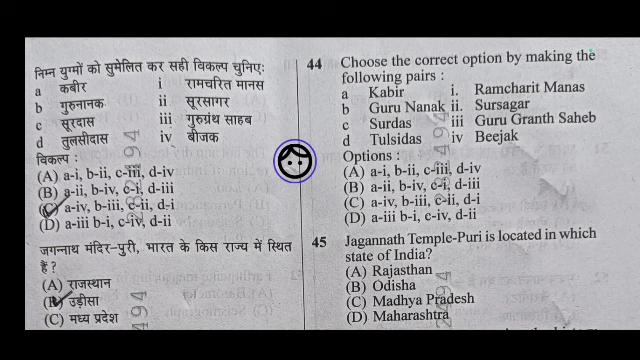 निम्न युग्मों को सुमेलित कर सही विकल्प चुनिएः
a कबीर i रामचरित मानस
b गुरुनानक ii सूरसागर
c सूरदास iii गुरुग्रंथ साहब
d तुलसीदास iv बीजक
विकल्प :
(A) a-i, b-ii, c-iii, d-iv
(B) a-ii, b-iv, c-i, d-iii
(C) a-iv, b-iii, c-ii, d-i
(D) a-iii b-i, c-iv, d-ii
जगन्नाथ मंदिर-पुरी, भारत के किस राज्य में स्थित
हैं ?
(A) राजस्थान
(B) उड़ीसा
(C) मध्य प्रदेश
44 Choose the correct option by making the
following pairs :
a Kabir i. Ramcharit Manas
b Guru Nanak ii. Sursagar
c Surdas iii Guru Granth Saheb
d Tulsidas iv Beejak
Options :
(A) a-i, b-ii, c-iii, d-iv
(B) a-ii, b-iv, c-i, d-iii
(C) a-iv, b-iii, c-ii, d-i
(D) a-iii b-i, c-iv, d-ii
45 Jagannath Temple-Puri is located in which
state of India?
(A) Rajasthan
(B) Odisha
(C) Madhya Pradesh
(D) Maharashtra